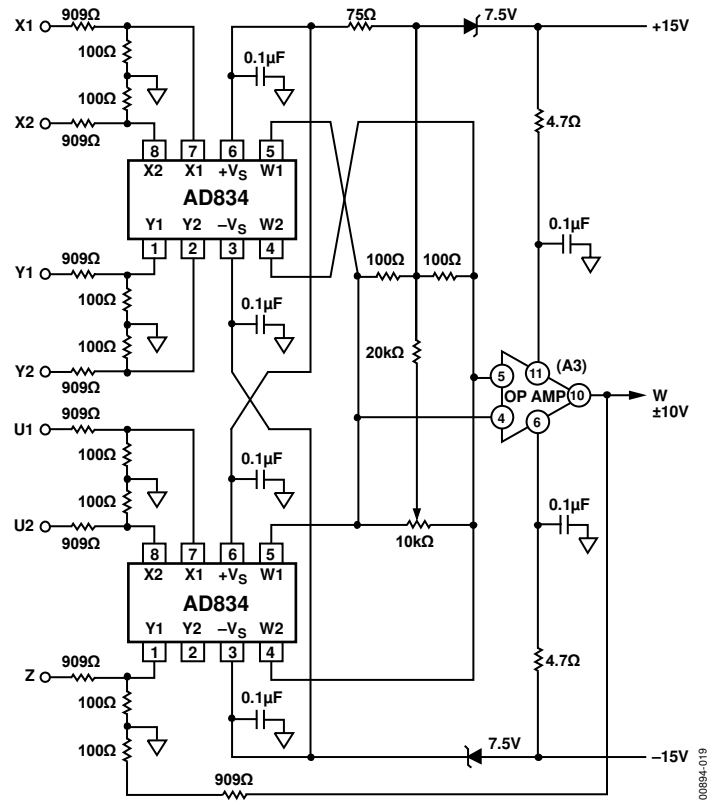 X1
909Ω
100Ω
100Ω
X2
909Ω
0.1µF
75Ω
7.5V
+15V
4.7Ω
8
7
6
5
X2
X1
+VS
W1
AD834
Y1
Y2
–VS
W2
1
2
3
4
0.1µF
Y1
909Ω
100Ω
100Ω
Y2
909Ω
0.1µF
100Ω
100Ω
20kΩ
5
4
11
(A3)
OP AMP
10
6
W
±10V
U1
909Ω
100Ω
100Ω
U2
909Ω
0.1µF
10kΩ
0.1µF
8
7
6
5
X2
X1
+VS
W1
AD834
Y1
Y2
–VS
W2
1
2
3
4
Z
909Ω
100Ω
100Ω
909Ω
0.1µF
4.7Ω
7.5V
–15V
00894-019